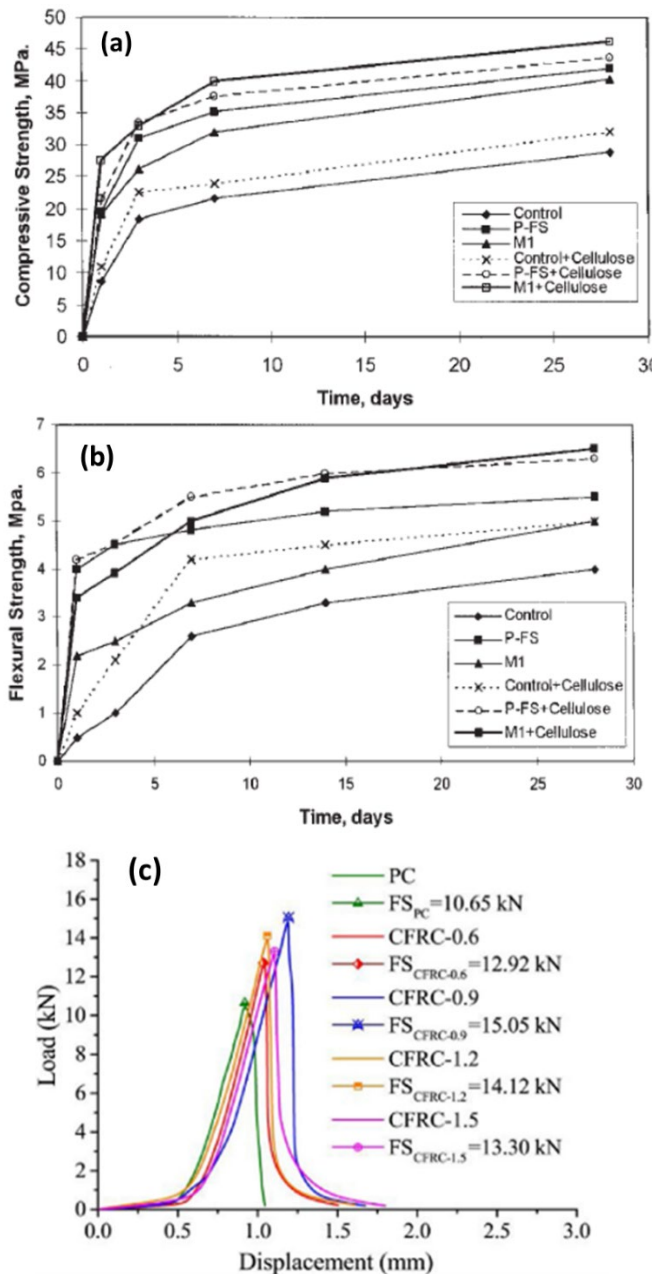 (a)
Compressive Strength, MPa.
50
45
40
35
30
25
20
15
10
5
0
Control
P-FS
M1
Control+Cellulose
P-FS+Cellulose
M1+Cellulose
0 5 10 15 20 25 30
Time, days
(b)
Flexural Strength, Mpa.
7
6
5
4
3
2
1
0
Control
P-FS
M1
Control+Cellulose
P-FS+Cellulose
M1+Cellulose
0 5 10 15 20 25 30
Time, days
(c)
Load (kN)
18
16
14
12
10
8
6
4
2
0
PC
FSPC=10.65 kN
CFRC-0.6
FSCFRC-0.6=12.92 kN
CFRC-0.9
FSCFRC-0.9=15.05 kN
CFRC-1.2
FSCFRC-1.2=14.12 kN
CFRC-1.5
FSCFRC-1.5=13.30 kN
0.0 0.5 1.0 1.5 2.0 2.5 3.0
Displacement (mm)